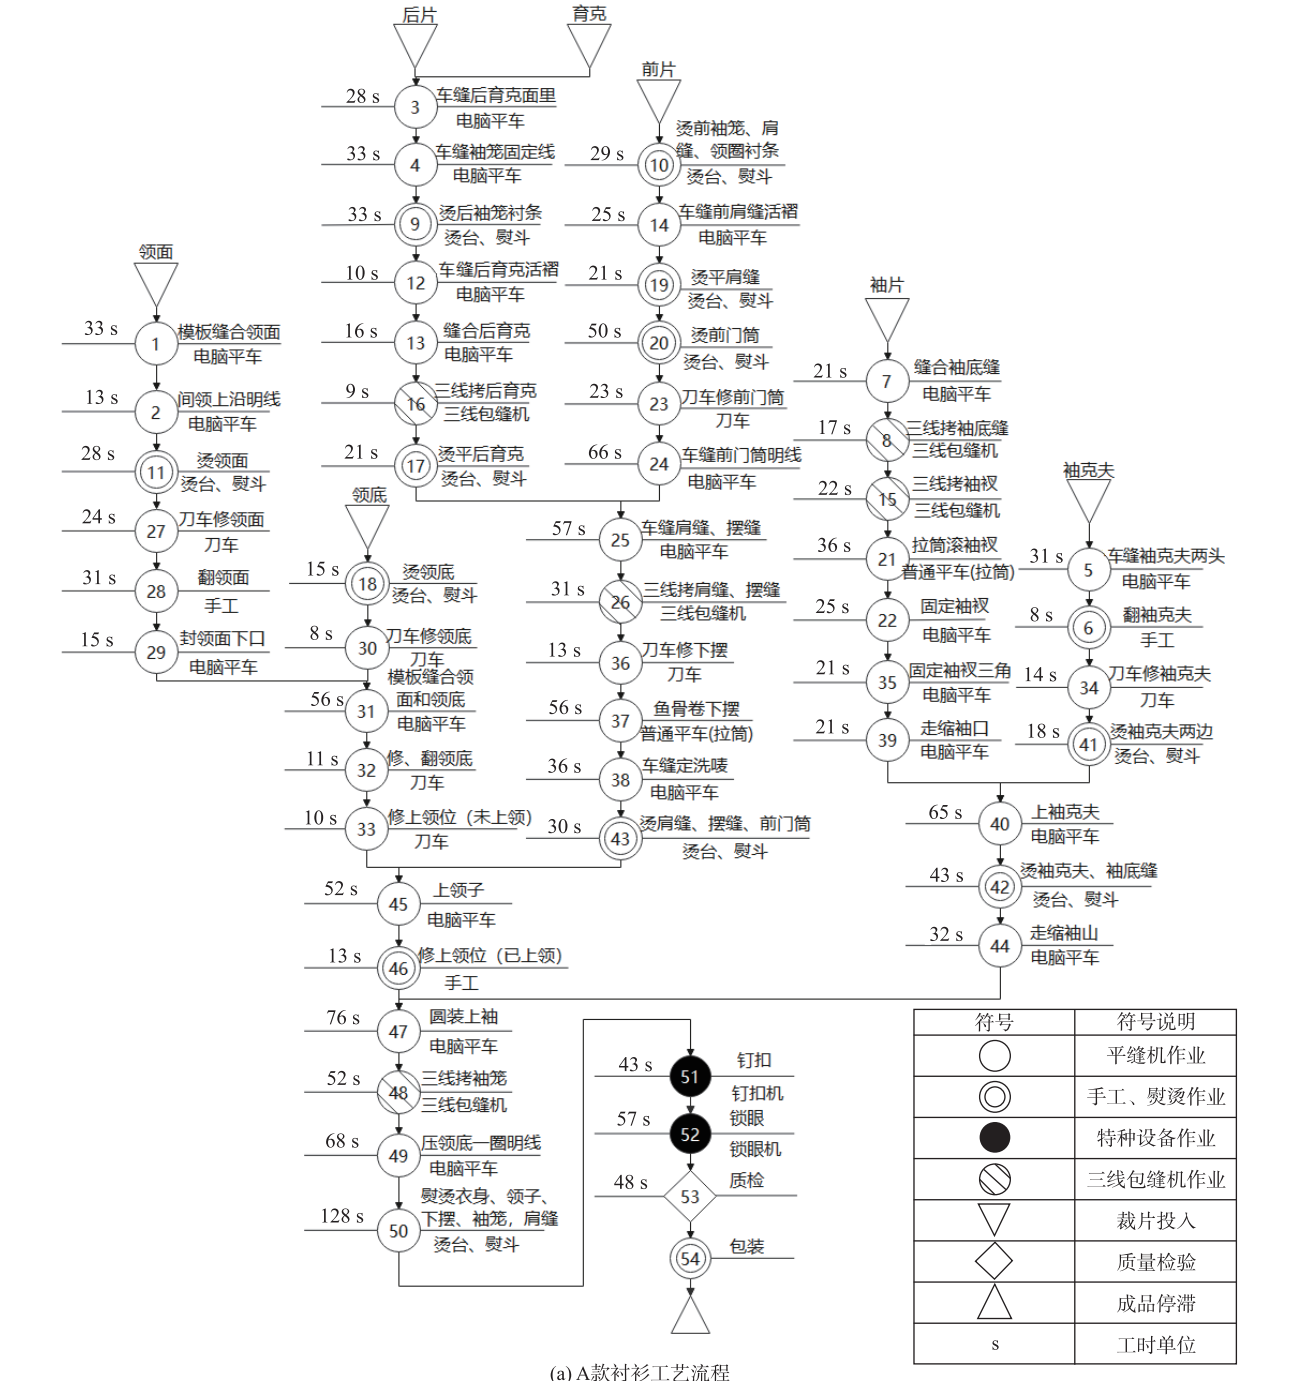 后片
育克
28 s
3
车缝后育克面里
电脑平车
33 s
4
车缝袖笼固定线
电脑平车
33 s
9
烫后袖笼衬条
烫台、熨斗
10 s
12
车缝后育克活褶
电脑平车
16 s
13
缝合后育克
电脑平车
9 s
16
三线拷后育克
三线包缝机
21 s
17
烫平后育克
烫台、熨斗
前片
29 s
10
烫前袖笼、肩
缝、领圈衬条
烫台、熨斗
25 s
14
车缝前肩缝活褶
电脑平车
21 s
19
烫平肩缝
烫台、熨斗
50 s
20
烫前门筒
烫台、熨斗
23 s
23
刀车修前门筒
刀车
66 s
24
车缝前门筒明线
电脑平车
领面
33 s
1
模板缝合领面
电脑平车
13 s
2
间领上沿明线
电脑平车
28 s
11
烫领面
烫台、熨斗
24 s
27
刀车修领面
刀车
31 s
28
翻领面
手工
15 s
29
封领面下口
电脑平车
领底
15 s
18
烫领底
烫台、熨斗
8 s
30
刀车修领底
刀车
56 s
31
模板缝合领
面和领底
电脑平车
11 s
32
修、翻领底
刀车
10 s
33
修上领位（未上领）
刀车
57 s
25
车缝肩缝、摆缝
电脑平车
31 s
26
三线拷肩缝、摆缝
三线包缝机
13 s
36
刀车修下摆
刀车
56 s
37
鱼骨卷下摆
普通平车(拉筒)
36 s
38
车缝定洗唛
电脑平车
30 s
43
烫肩缝、摆缝、前门筒
烫台、熨斗
袖片
21 s
7
缝合袖底缝
电脑平车
17 s
8
三线拷袖底缝
三线包缝机
22 s
15
三线拷袖衩
三线包缝机
36 s
21
拉筒滚袖衩
普通平车(拉筒)
25 s
22
固定袖衩
电脑平车
21 s
35
固定袖衩三角
电脑平车
21 s
39
走缩袖口
电脑平车
袖克夫
31 s
5
车缝袖克夫两头
电脑平车
8 s
6
翻袖克夫
手工
14 s
34
刀车修袖克夫
刀车
18 s
41
烫袖克夫两边
烫台、熨斗
65 s
40
上袖克夫
电脑平车
43 s
42
烫袖克夫、袖底缝
烫台、熨斗
32 s
44
走缩袖山
电脑平车
52 s
45
上领子
电脑平车
13 s
46
修上领位（已上领）
手工
76 s
47
圆装上袖
电脑平车
52 s
48
三线拷袖笼
三线包缝机
68 s
49
压领底一圈明线
电脑平车
128 s
50
熨烫衣身、领子、
下摆、袖笼，肩缝
烫台、熨斗
43 s
51
钉扣
钉扣机
57 s
52
锁眼
锁眼机
48 s
53
质检
54
包装
符号
符号说明
平缝机作业
手工、熨烫作业
特种设备作业
三线包缝机作业
裁片投入
质量检验
成品停滞
s
工时单位
(a) A款衬衫工艺流程